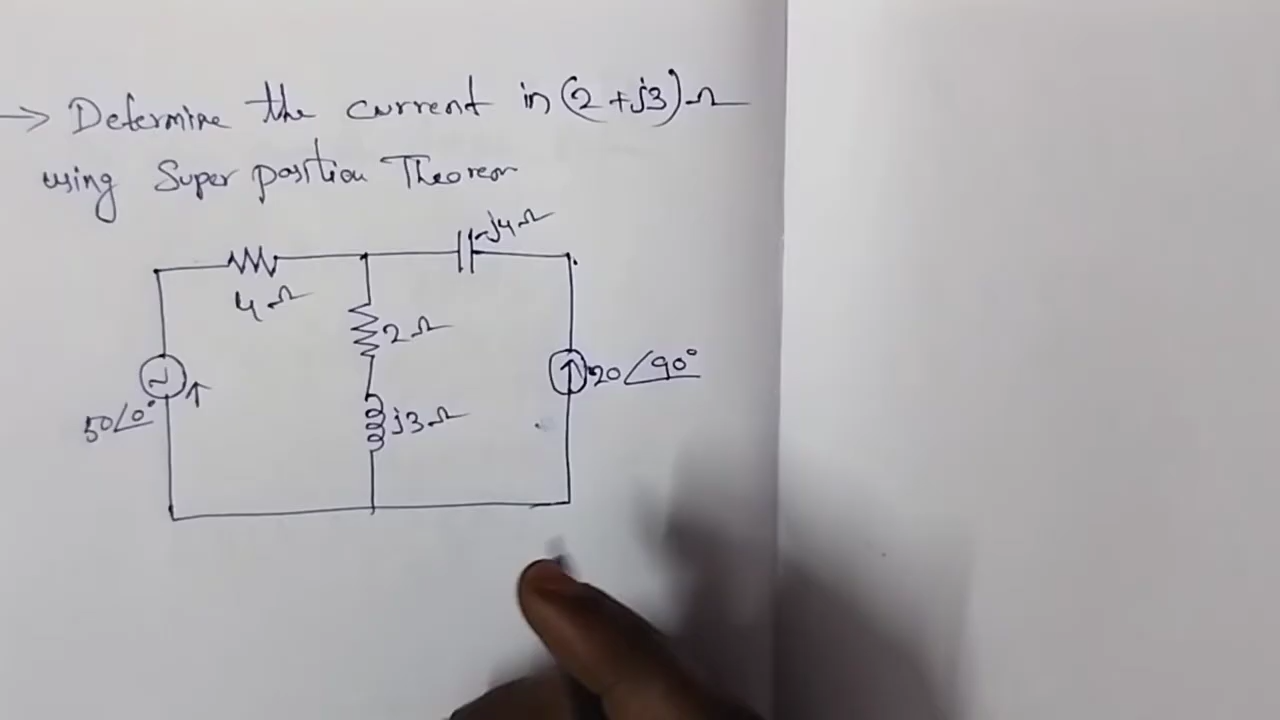 → Determine the current in (2+j3)Ω
using Super position Theorem
-j4Ω
4Ω
2Ω
20∠90°
50∠0°
j3Ω